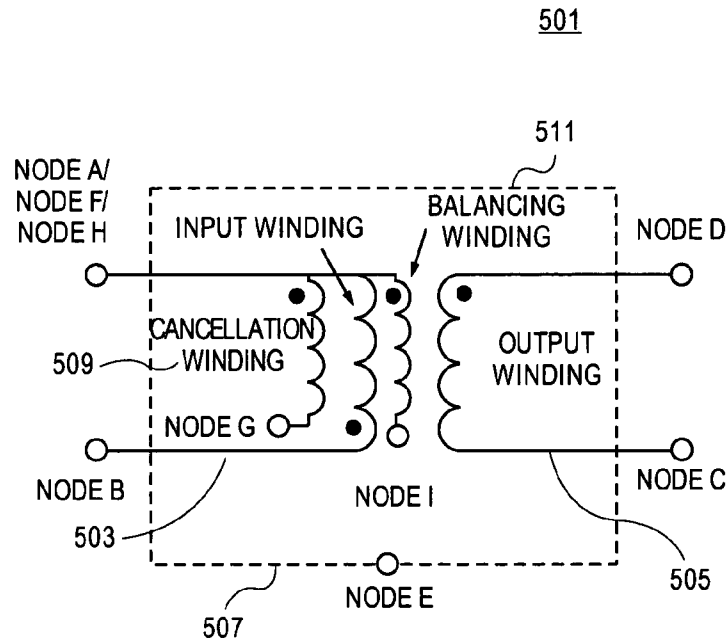 501
511
NODE A/
NODE F/
NODE H
INPUT WINDING
BALANCING
WINDING
NODE D
CANCELLATION
WINDING
509
OUTPUT
WINDING
NODE G
NODE B
NODE I
NODE C
503
505
NODE E
507